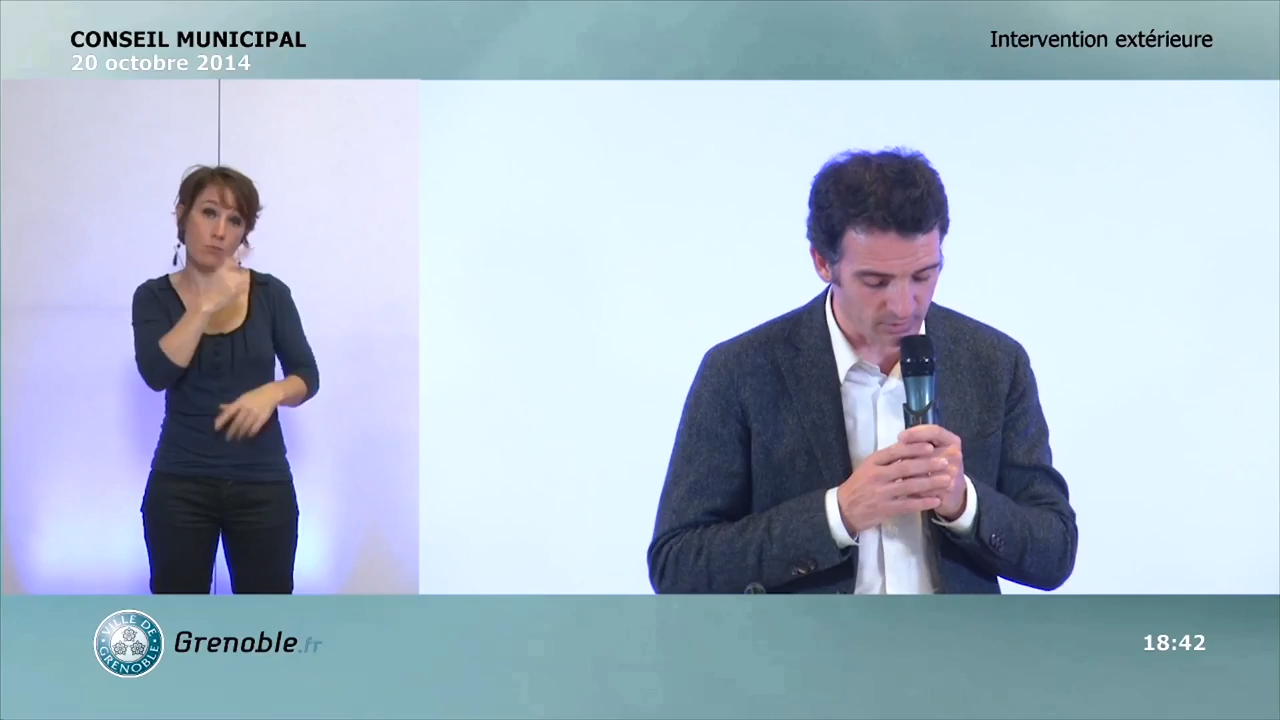 CONSEIL MUNICIPAL
20 octobre 2014
Intervention extérieure
VILLE DE GRENOBLE
Grenoble.fr
18:42